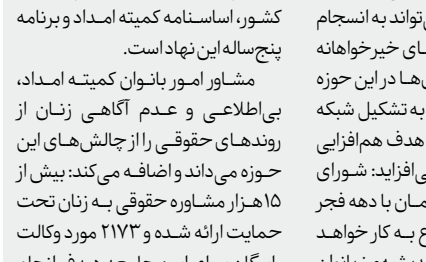 کشور، اساسنامه کمیته امداد و برنامه
پنج‌ساله این نهاد است.
مشاور امور بانوان کمیته امداد،
بی‌اطلاعی و عدم آگاهی زنان از
روندهای حقوقی را از چالش‌های این
حوزه می‌داند و اضافه می‌کند: بیش از
۱۵هزار مشاوره حقوقی به زنان تحت
حمایت ارائه شده و ۲۱۷۳ مورد وکالت
تواند به انسجام
های خیرخواهانه
ها در این حوزه
به تشکیل شبکه
هدف هم‌افزایی
افزاید: شورای
مان با دهه فجر
به کار خواهد